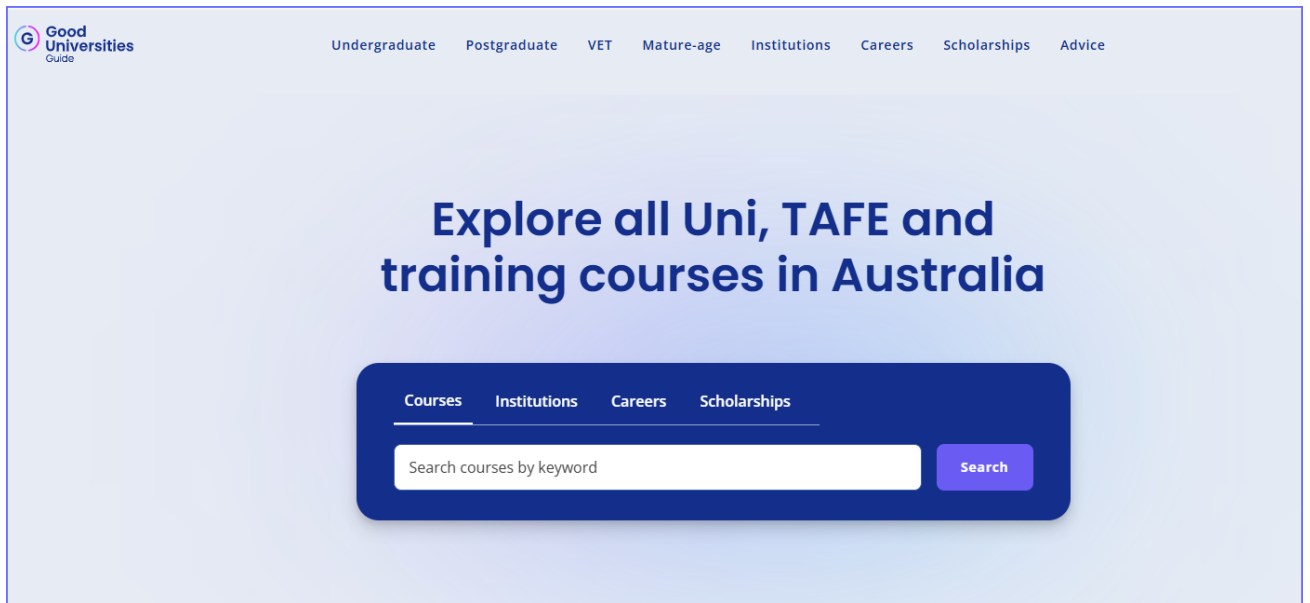 Good
Universities
Guide
Undergraduate Postgraduate VET Mature-age Institutions Careers Scholarships Advice
Explore all Uni, TAFE and
training courses in Australia
Courses Institutions Careers Scholarships
Search courses by keyword Search